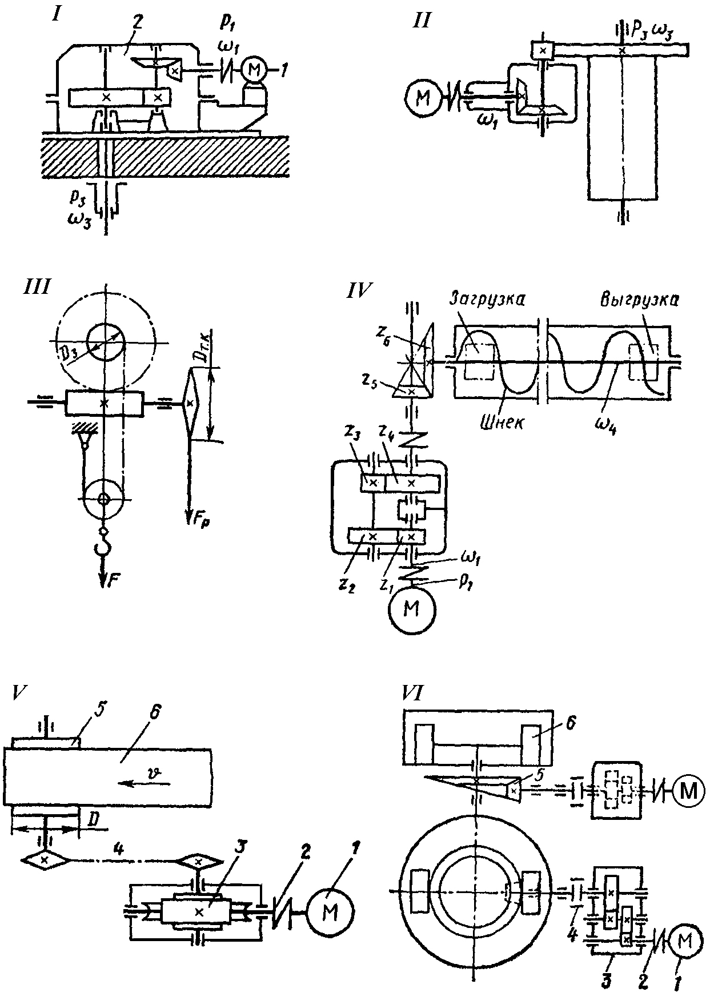 I
2
P₁
ω₁
M
1
P₃
ω₃
II
P₃ ω₃
M
ω₁
III
D₃
Dт.к
Fр
F
IV
Загрузка
Выгрузка
z₆
z₅
Шнек
ω₄
z₃
z₄
ω₁
z₂
z₁
P₁
M
V
5
6
v
D
4
3
2
1
M
VI
6
5
M
4
M
3
2
1